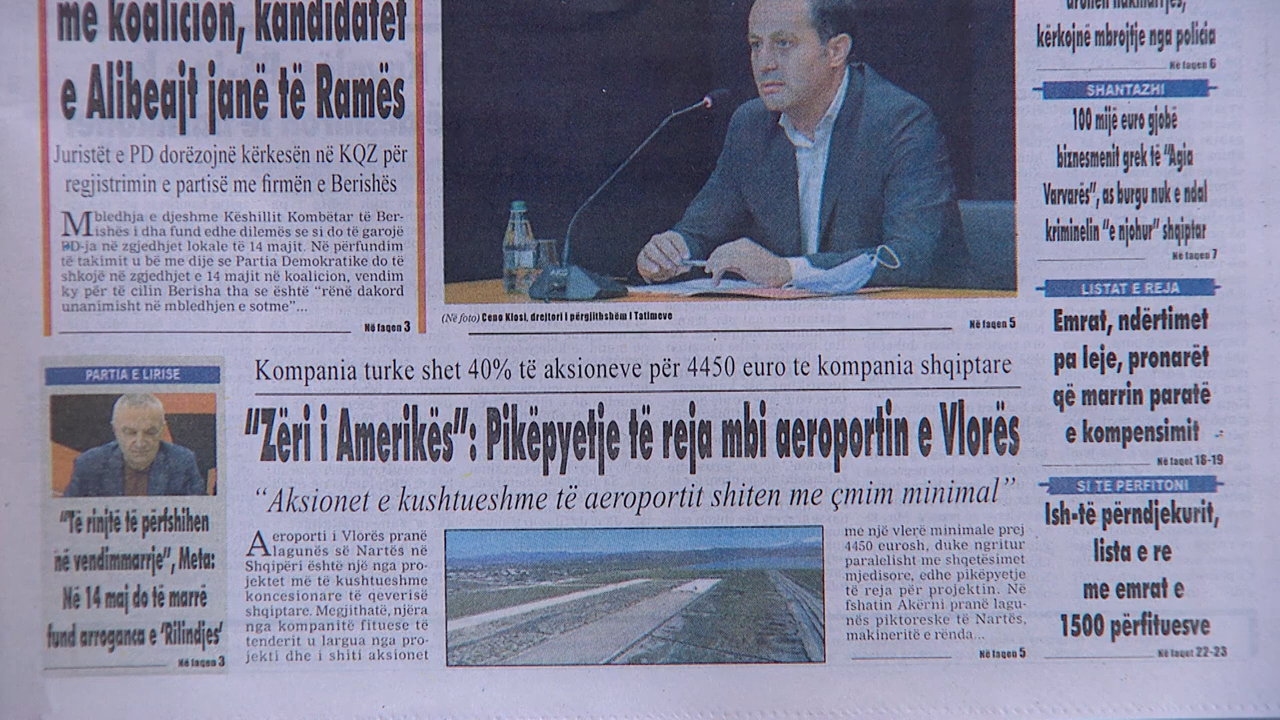 me koalicion, kandidatët
e Alibeajt janë të Ramës
Juristët e PD dorëzojnë kërkesën në KQZ për
regjistrimin e partisë me firmën e Berishës
Mbledhja e djeshme Këshillit Kombëtar të Ber-
ishës i dha fund edhe dilemës se si do të garojë
PD-ja në zgjedhjet lokale të 14 majit. Në përfundim
të takimit u bë me dije se Partia Demokratike do të
shkojë në zgjedhjet e 14 majit në koalicion, vendim
ky për të cilin Berisha tha se është "rënë dakord
unanimisht në mbledhjen e sotme"...
Në faqen 3
(Në foto) Ceno Klosi, drejtori i përgjithshëm i Tatimeve
Në faqen 5
kërkojnë mbrojtje nga policia
Në faqen 6
SHANTAZHI
100 mijë euro gjobë
biznesmenit grek të "Agia
Varvarës", as burgu nuk e ndal
kriminelin "e njohur" shqiptar
Në faqen 7
LISTAT E REJA
Emrat, ndërtimet
pa leje, pronarët
që marrin paratë
e kompensimit
Në faqet 18-19
SI TË PËRFITONI
Ish-të përndjekurit,
lista e re
me emrat e
1500 përfituesve
Në faqet 22-23
PARTIA E LIRISË
"Të rinjtë të përfshihen
në vendimmarrje", Meta:
Në 14 maj do të marrë
fund arroganca e 'Rilindjes'
Në faqen 3
Kompania turke shet 40% të aksioneve për 4450 euro te kompania shqiptare
"Zëri i Amerikës": Pikëpyetje të reja mbi aeroportin e Vlorës
"Aksionet e kushtueshme të aeroportit shiten me çmim minimal"
Aeroporti i Vlorës pranë
lagunës së Nartës në
Shqipëri është një nga pro-
jektet më të kushtueshme
koncesionare të qeverisë
shqiptare. Megjithatë, njëra
nga kompanitë fituese të
tenderit u largua nga pro-
jekti dhe i shiti aksionet
me një vlerë minimale prej
4450 eurosh, duke ngritur
paralelisht me shqetësimet
mjedisore, edhe pikëpyetje
të reja për projektin. Në
fshatin Akërni pranë lagu-
nës piktoreske të Nartës,
makineritë e rënda...
Në faqen 5